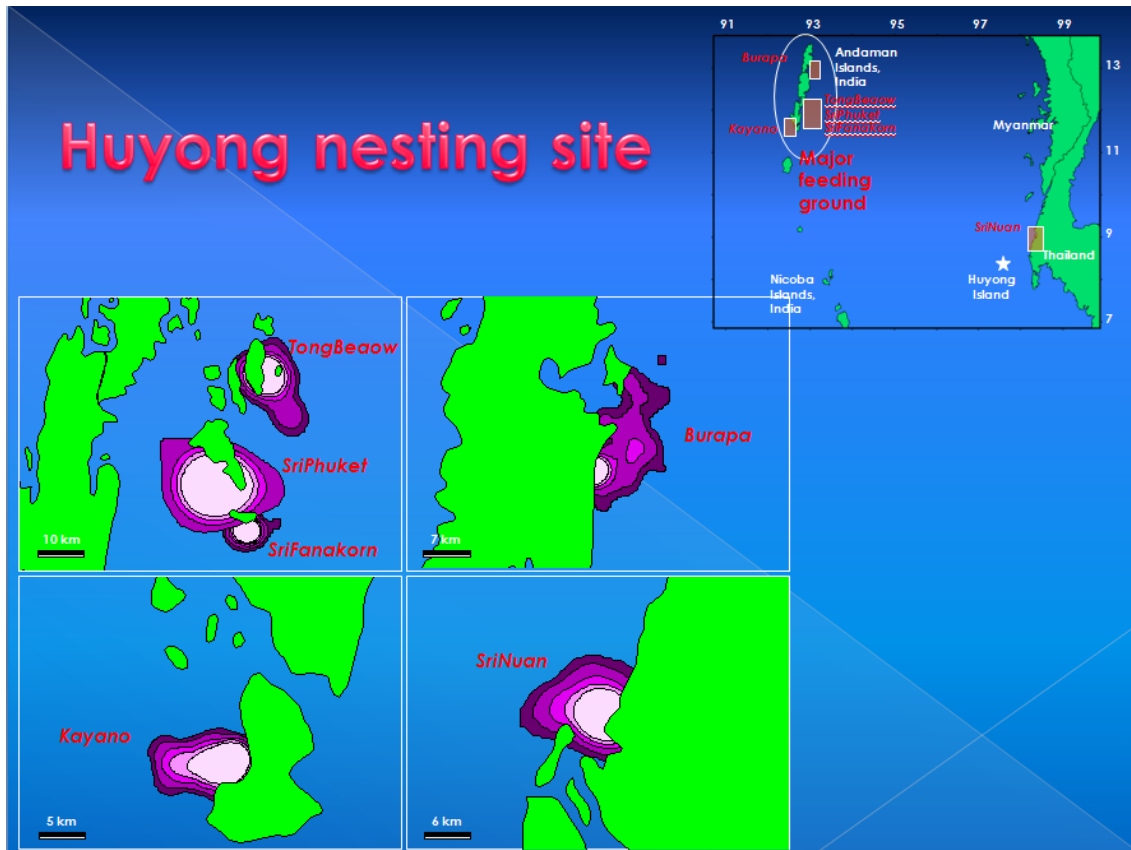 Huyong nesting site
91 93 95 97 99
Burapa
Andaman
Islands,
India
13
TongBeaow
SriPhuket
SriFanakorn
Kayano
Myanmar
11
Major
feeding
ground
SriNuan
9
Thailand
Nicoba
Islands,
India
Huyong
Island
7
TongBeaow
SriPhuket
SriFanakorn
10 km
Burapa
7 km
Kayano
5 km
SriNuan
6 km